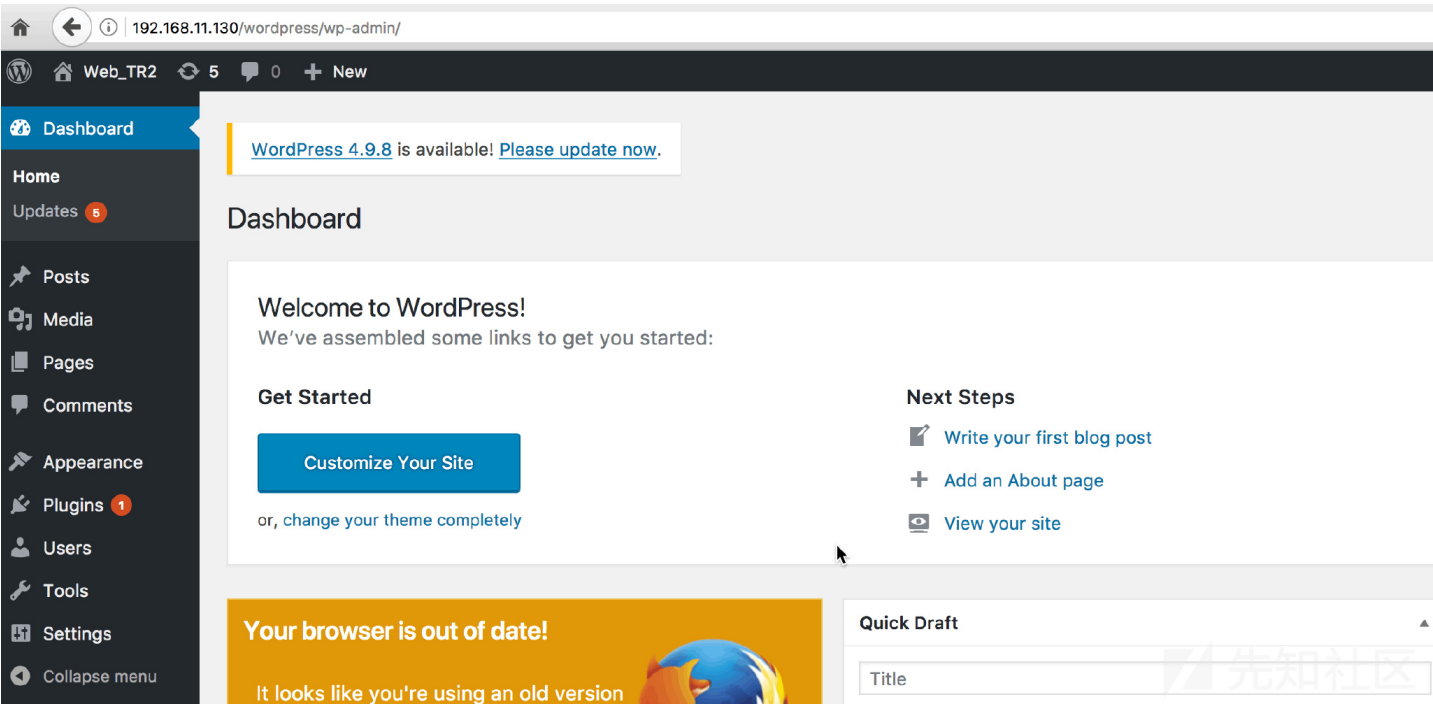 192.168.11.130/wordpress/wp-admin/
Web_TR2 5 0 + New
Dashboard
Home
Updates 5
Posts
Media
Pages
Comments
Appearance
Plugins 1
Users
Tools
Settings
Collapse menu
WordPress 4.9.8 is available! Please update now.
Dashboard
Welcome to WordPress!
We've assembled some links to get you started:
Get Started
Customize Your Site
or, change your theme completely
Next Steps
Write your first blog post
Add an About page
View your site
Your browser is out of date!
It looks like you're using an old version
Quick Draft
Title
先知社区